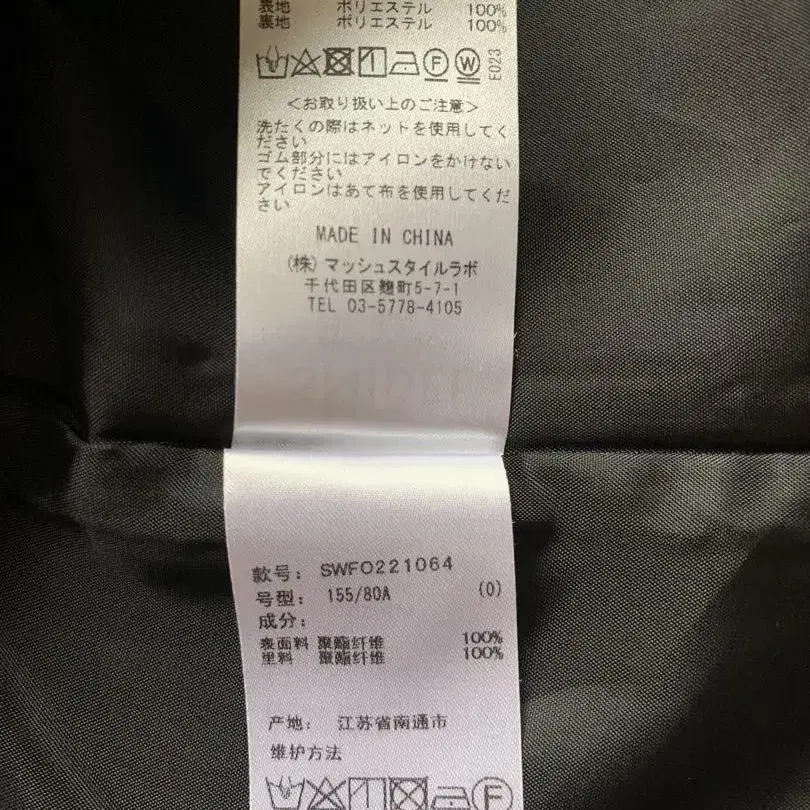 表地 ポリエステル 100%
裏地 ポリエステル 100%
F W E023
<お取り扱い上のご注意>
洗たくの際はネットを使用してく
ださい
ゴム部分にはアイロンをかけない
でください
アイロンはあて布を使用してくだ
さい
MADE IN CHINA
(株)マッシュスタイルラボ
千代田区麹町5-7-1
TEL 03-5778-4105
款号: SWFO221064
号型: 155/80A (0)
成分:
表面料 聚酯纤维 100%
里料 聚酯纤维 100%
产地: 江苏省南通市
维护方法
F